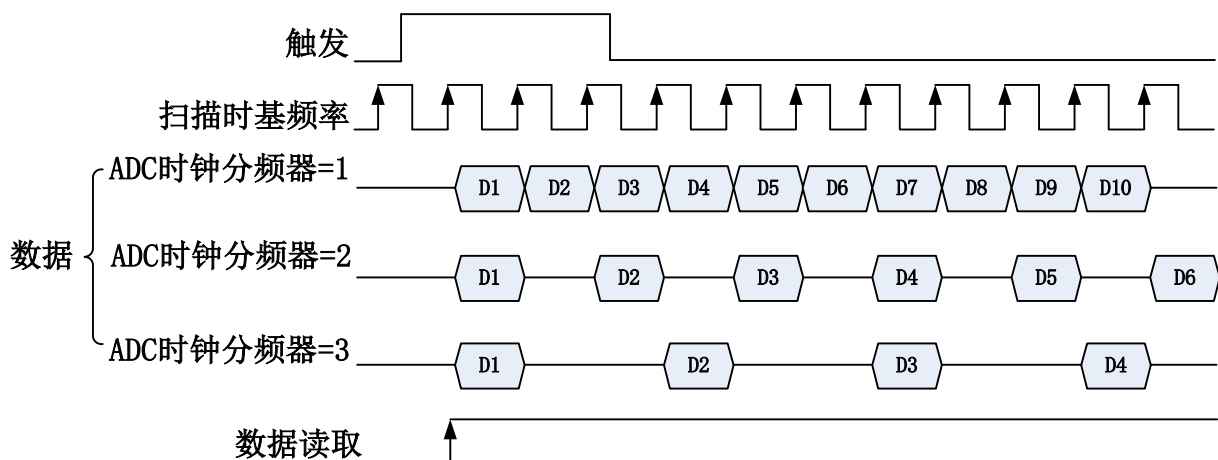 触发
扫描时基频率
ADC时钟分频器=1
D1 D2 D3 D4 D5 D6 D7 D8 D9 D10
数据
ADC时钟分频器=2
D1 D2 D3 D4 D5 D6
ADC时钟分频器=3
D1 D2 D3 D4
数据读取